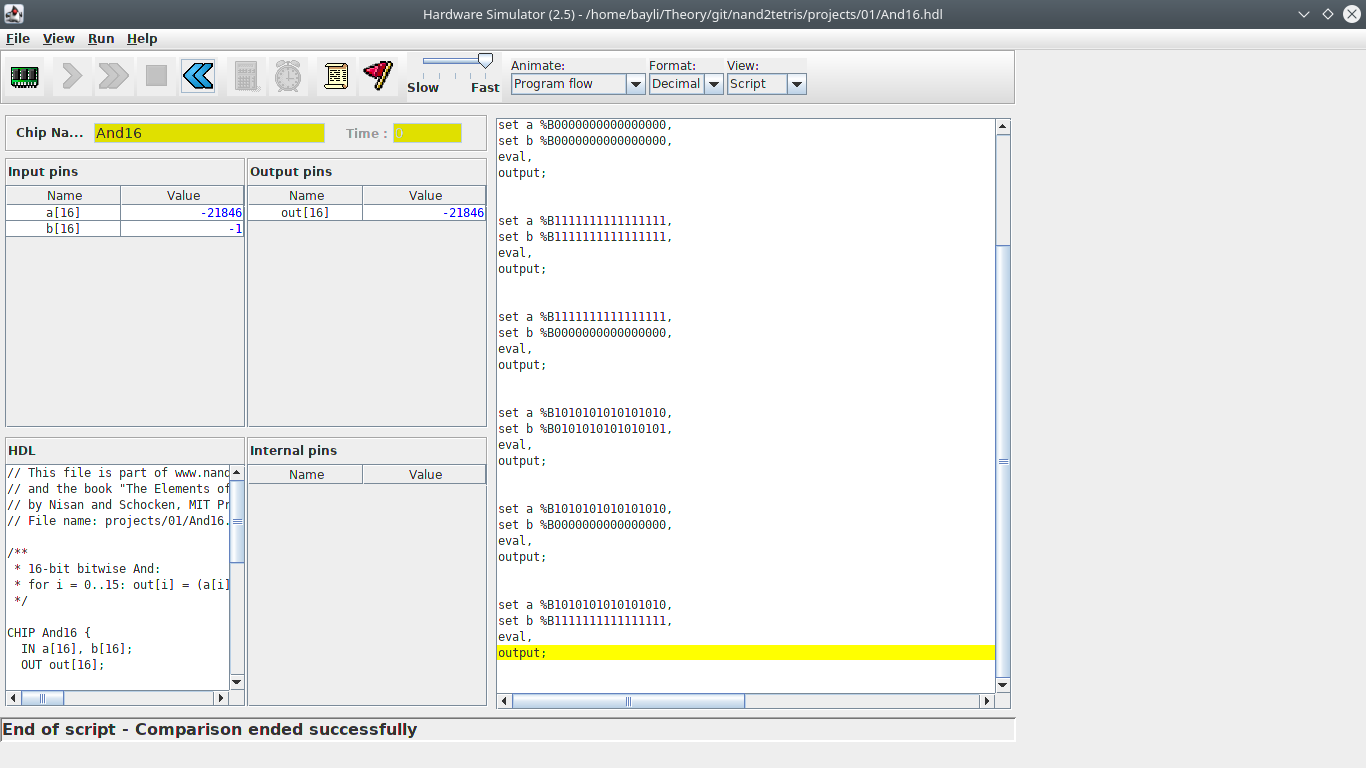 Hardware Simulator (2.5) - /home/bayli/Theory/git/nand2tetris/projects/01/And16.hdl
File View Run Help
Slow Fast
Animate: Format: View:
Program flow Decimal Script
Chip Na... And16 Time : 0
Input pins
Name Value
a[16] -21846
b[16] -1
Output pins
Name Value
out[16] -21846
HDL
// This file is part of www.nand
// and the book "The Elements of
// by Nisan and Schocken, MIT Pr
// File name: projects/01/And16.
/**
* 16-bit bitwise And:
* for i = 0..15: out[i] = (a[i]
*/
CHIP And16 {
IN a[16], b[16];
OUT out[16];
Internal pins
Name Value
set a %B0000000000000000,
set b %B0000000000000000,
eval,
output;
set a %B1111111111111111,
set b %B1111111111111111,
eval,
output;
set a %B1111111111111111,
set b %B0000000000000000,
eval,
output;
set a %B1010101010101010,
set b %B0101010101010101,
eval,
output;
set a %B1010101010101010,
set b %B0000000000000000,
eval,
output;
set a %B1010101010101010,
set b %B1111111111111111,
eval,
output;
End of script - Comparison ended successfully